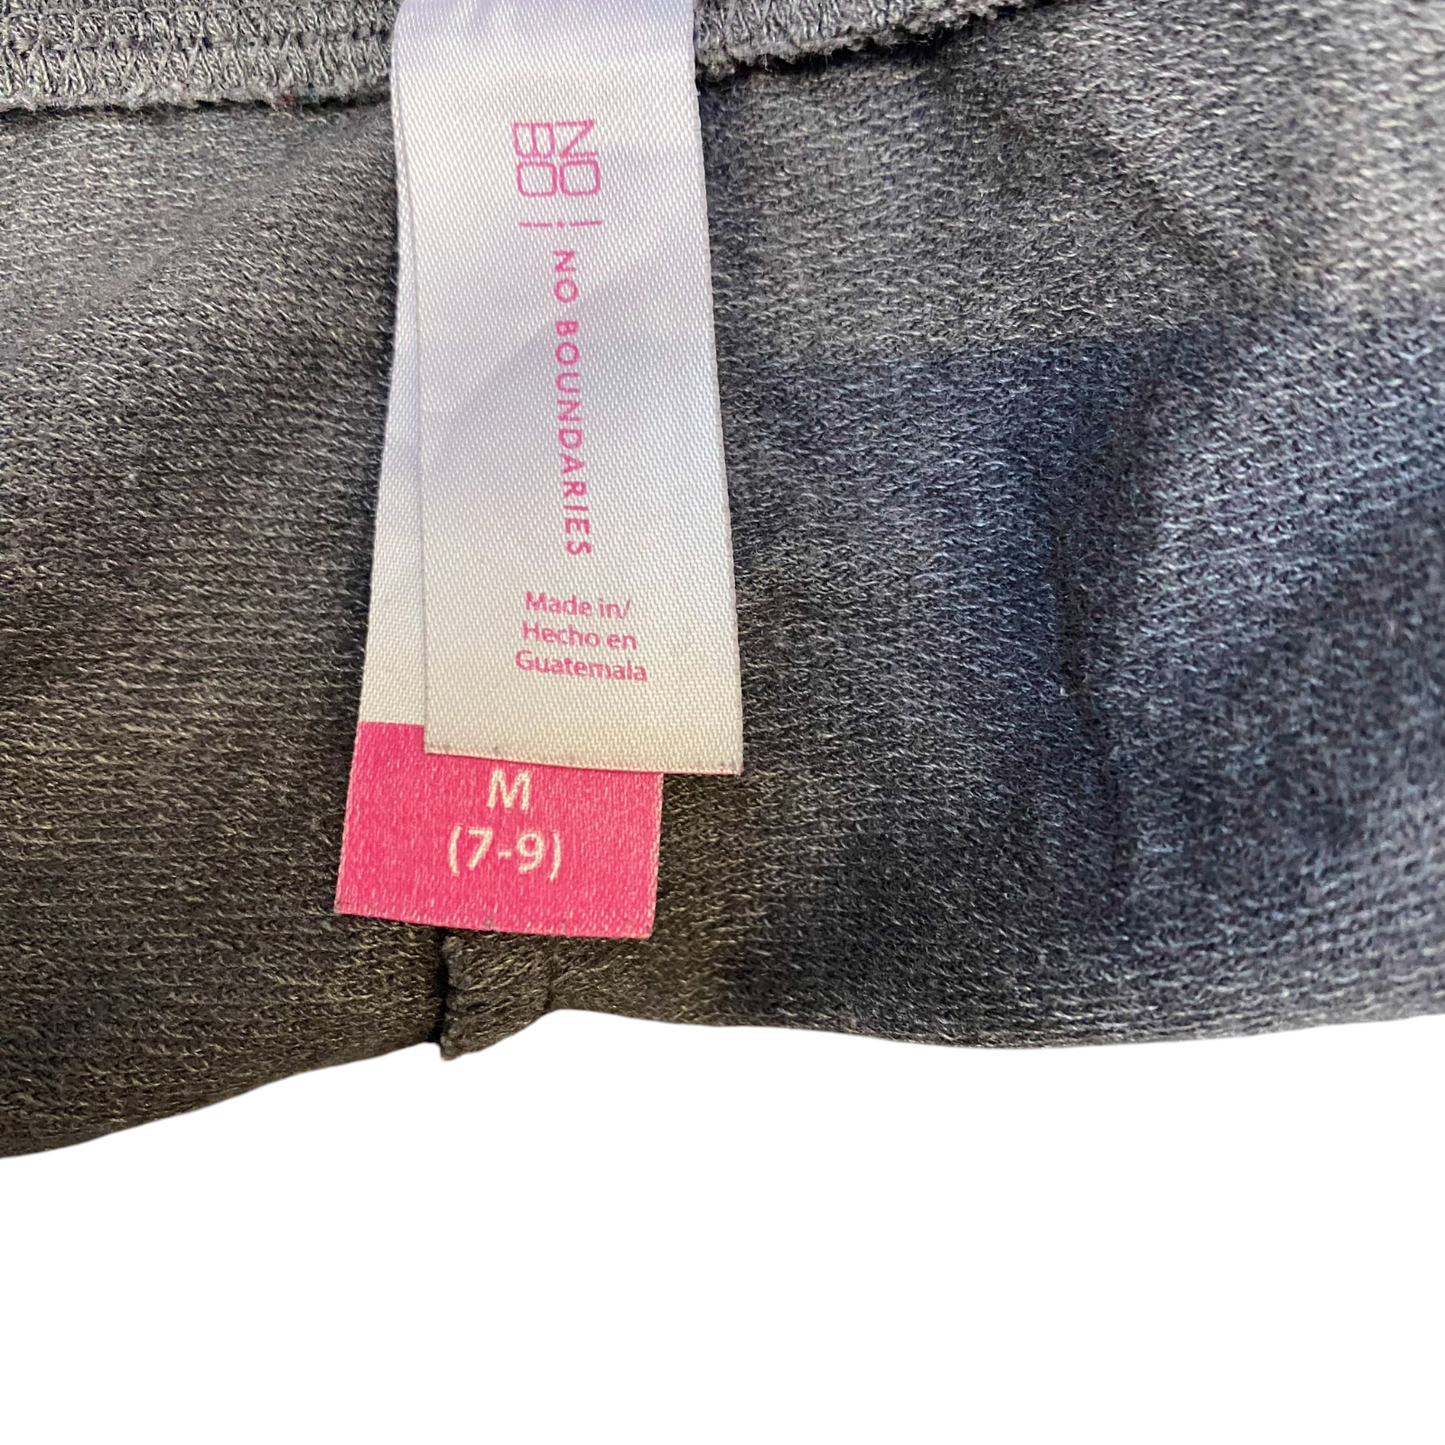 NO
BO
NO BOUNDARIES
Made in/
Hecho en
Guatemala
M
(7-9)